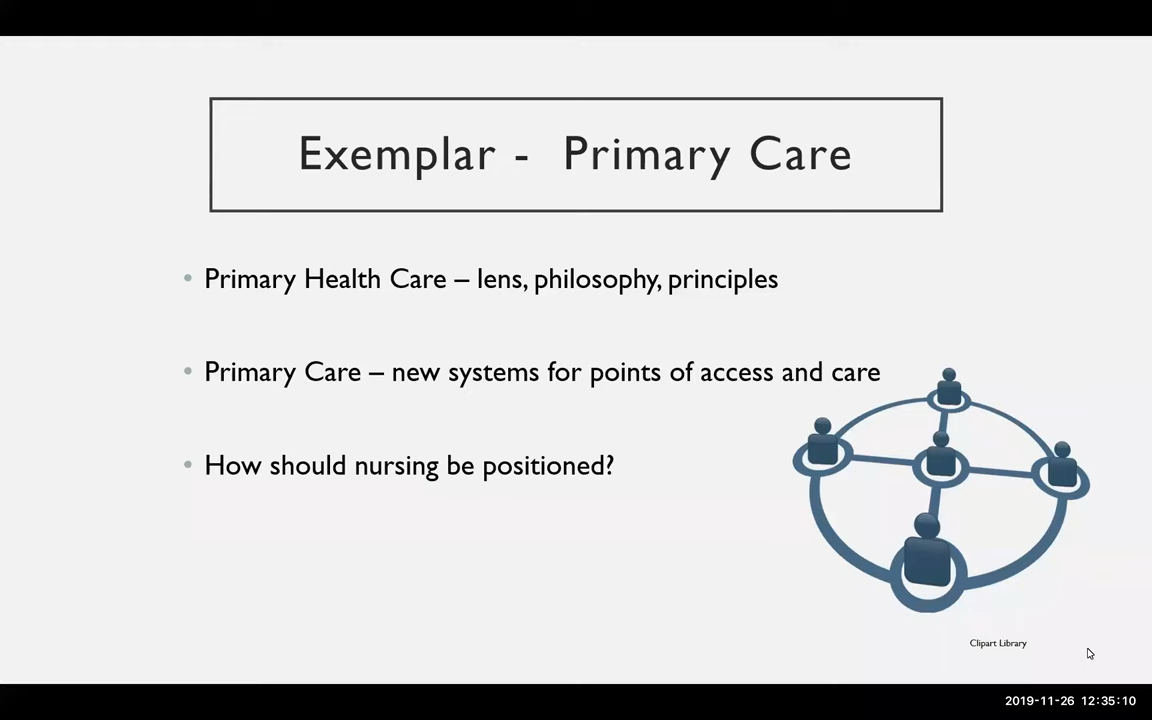 Exemplar - Primary Care
• Primary Health Care – lens, philosophy, principles
• Primary Care – new systems for points of access and care
• How should nursing be positioned?
Clipart Library
2019-11-26 12:35:10